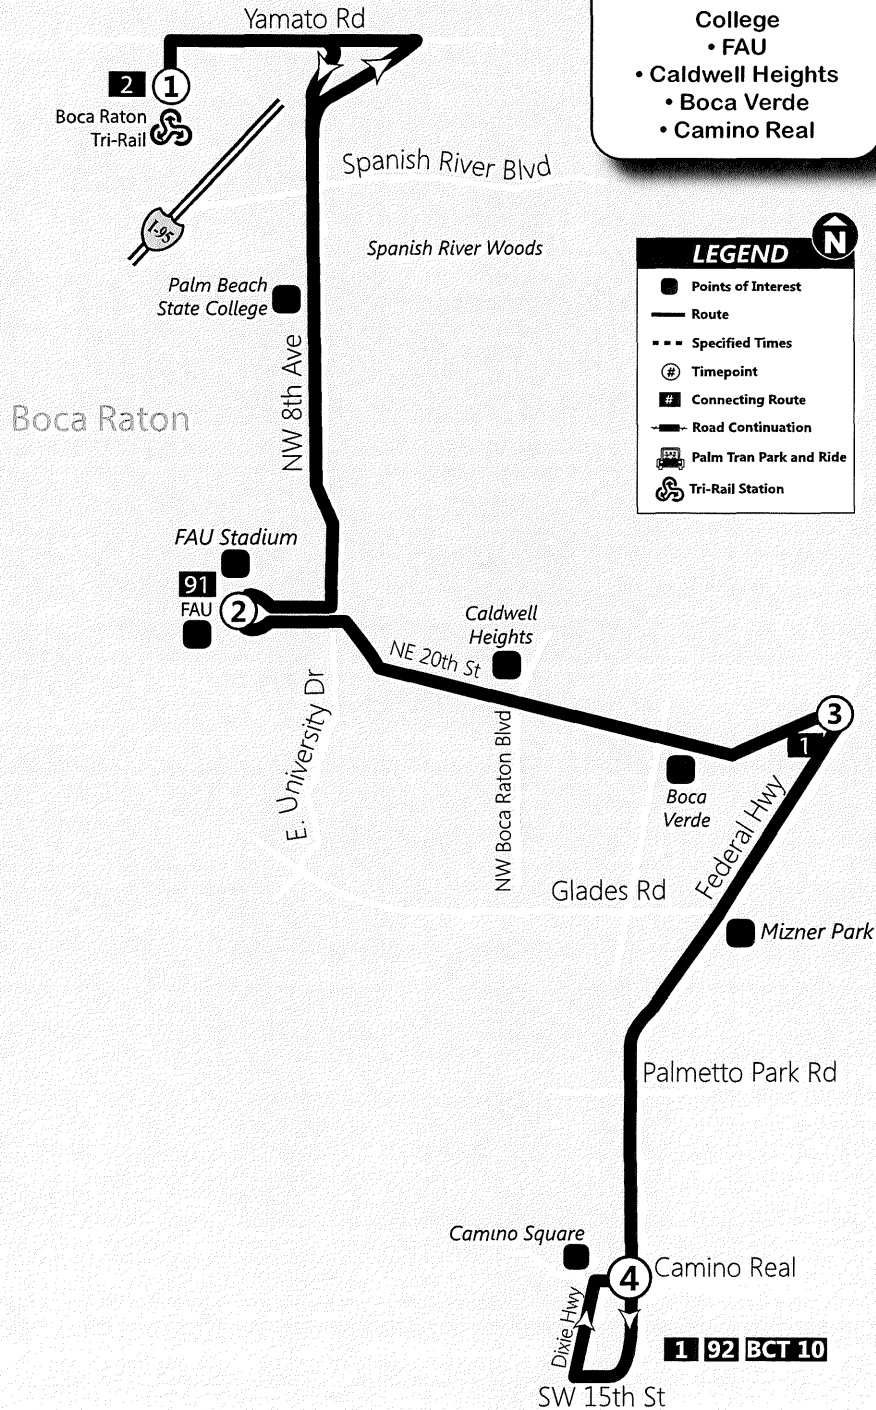 Yamato Rd
College
• FAU
• Caldwell Heights
• Boca Verde
• Camino Real
2
1
Boca Raton
Tri-Rail
Spanish River Blvd
I-95
Spanish River Woods
N
LEGEND
Points of Interest
Route
Specified Times
# Timepoint
# Connecting Route
Road Continuation
Palm Tran Park and Ride
Tri-Rail Station
Palm Beach
State College
NW 8th Ave
Boca Raton
FAU Stadium
91
FAU
2
Caldwell
Heights
NE 20th St
E. University Dr
NW Boca Raton Blvd
3
1
Boca
Verde
Federal Hwy
Glades Rd
Mizner Park
Palmetto Park Rd
Camino Square
4
Camino Real
Dixie Hwy
1 92 BCT 10
SW 15th St